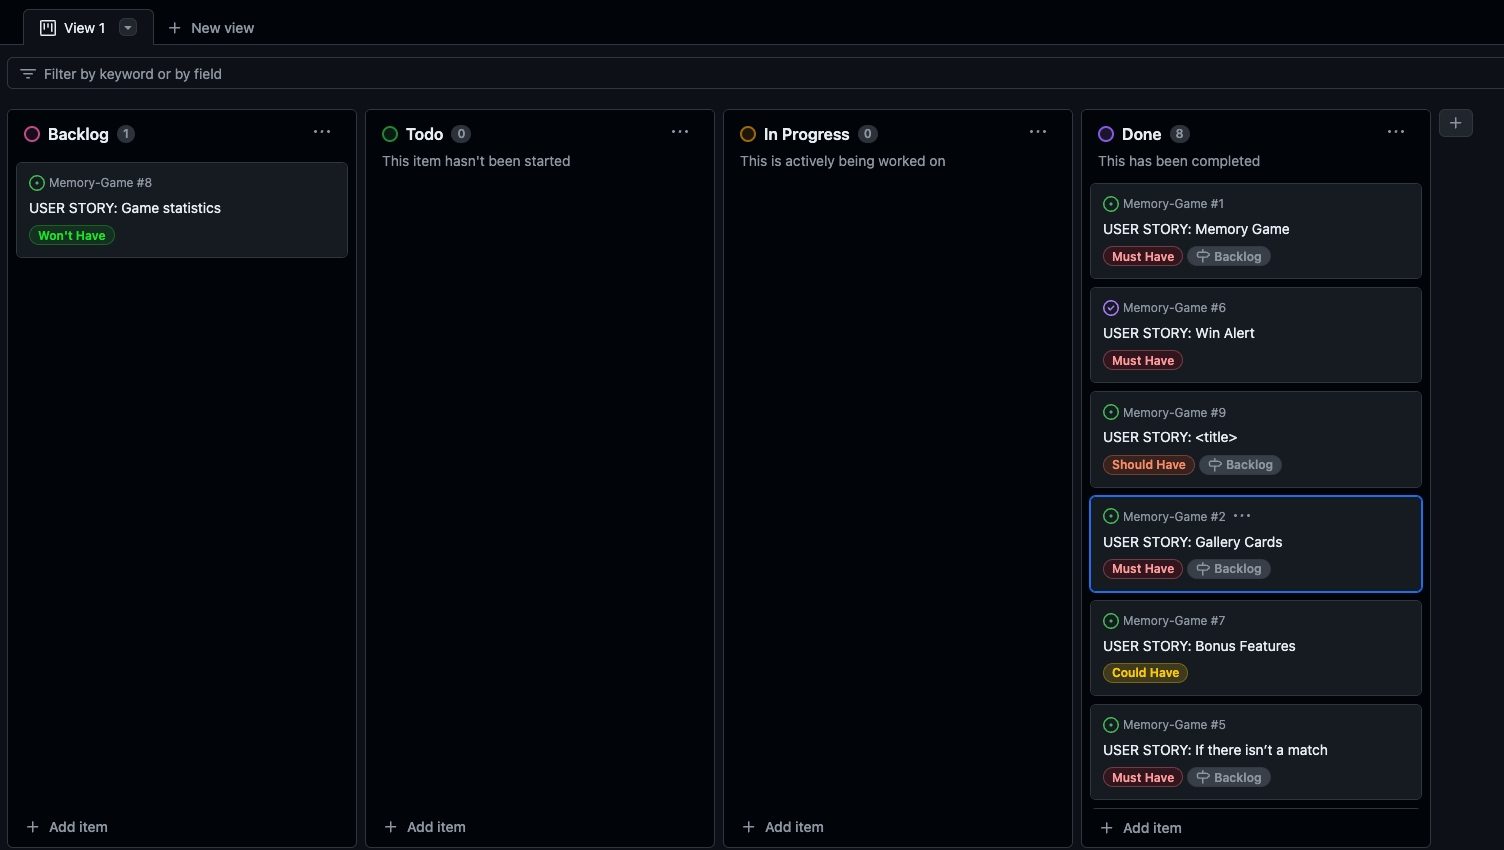 View 1
New view
Filter by keyword or by field
Backlog 1
Memory-Game #8
USER STORY: Game statistics
Won't Have
Add item
Todo 0
This item hasn't been started
Add item
In Progress 0
This is actively being worked on
Add item
Done 8
This has been completed
Memory-Game #1
USER STORY: Memory Game
Must Have Backlog
Memory-Game #6
USER STORY: Win Alert
Must Have
Memory-Game #9
USER STORY: <title>
Should Have Backlog
Memory-Game #2
USER STORY: Gallery Cards
Must Have Backlog
Memory-Game #7
USER STORY: Bonus Features
Could Have
Memory-Game #5
USER STORY: If there isn’t a match
Must Have Backlog
Add item